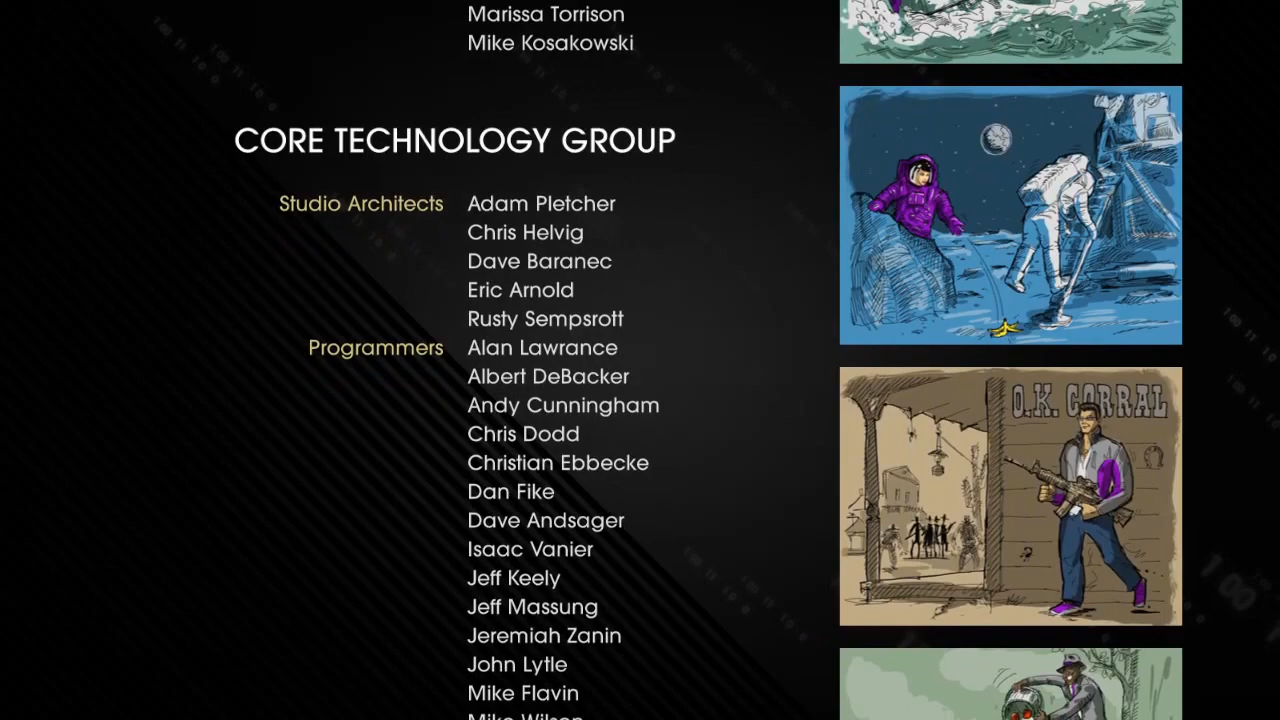 Marissa Torrison
Mike Kosakowski
CORE TECHNOLOGY GROUP
Studio Architects Adam Pletcher
Chris Helvig
Dave Baranec
Eric Arnold
Rusty Sempsrott
Programmers Alan Lawrance
Albert DeBacker
Andy Cunningham
Chris Dodd
Christian Ebbecke
Dan Fike
Dave Andsager
Isaac Vanier
Jeff Keely
Jeff Massung
Jeremiah Zanin
John Lytle
Mike Flavin
Mike Wilson
O.K. CORRAL